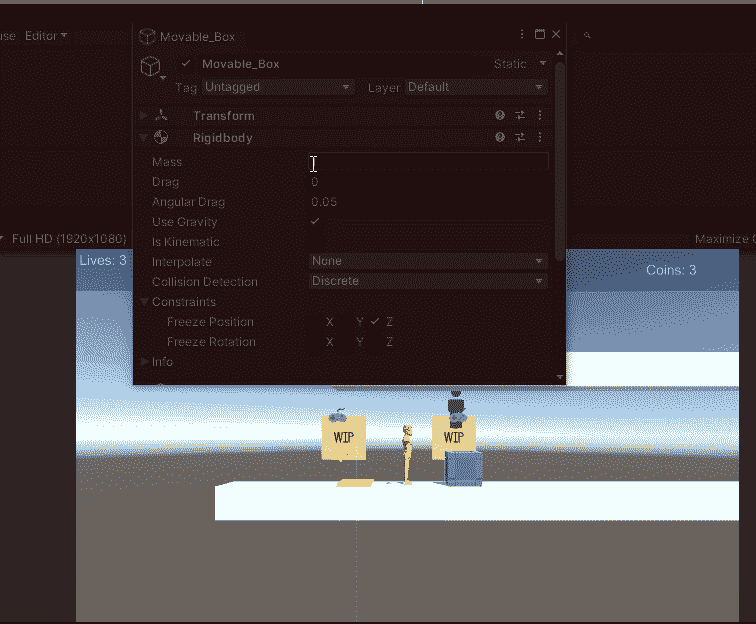 use Editor
Movable_Box
Movable_Box Static
Tag Untagged Layer Default
Transform
Rigidbody
Mass
Drag 0
Angular Drag 0.05
Use Gravity
Is Kinematic
Interpolate None
Collision Detection Discrete
Constraints
Freeze Position X Y Z
Freeze Rotation X Y Z
Info
Full HD (1920x1080) Maximize
Lives: 3 Coins: 3
WIP WIP